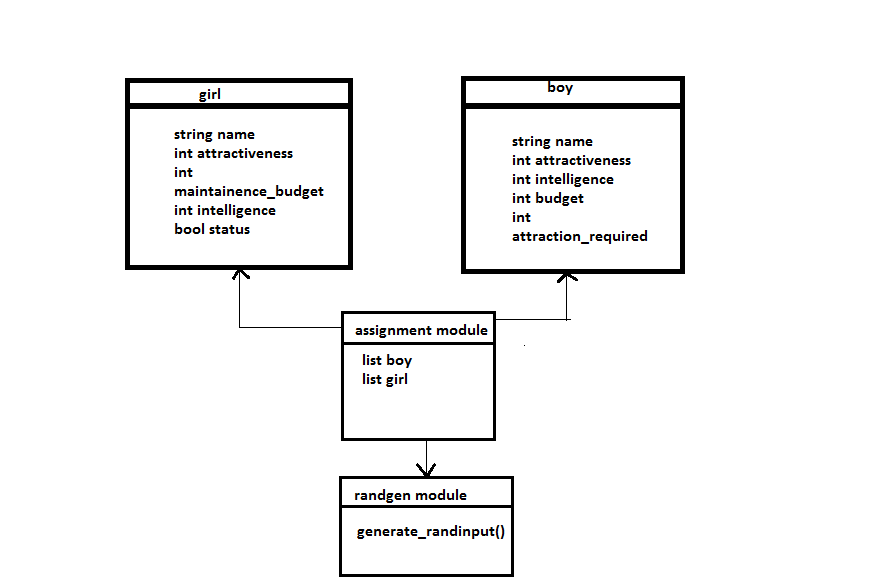 girl
string name
int attractiveness
int
maintainence_budget
int intelligence
bool status
boy
string name
int attractiveness
int intelligence
int budget
int
attraction_required
assignment module
list boy
list girl
randgen module
generate_randinput()